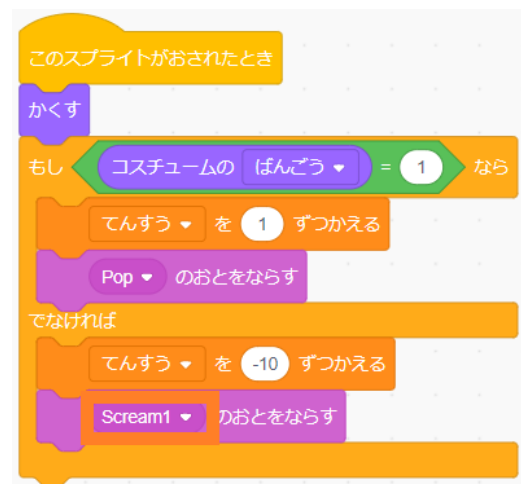 このスプライトがおされたとき
かくす
もし コスチュームの ばんごう = 1 なら
てんすう を 1 ずつかえる
Pop のおとをならす
でなければ
てんすう を -10 ずつかえる
Scream1 のおとをならす